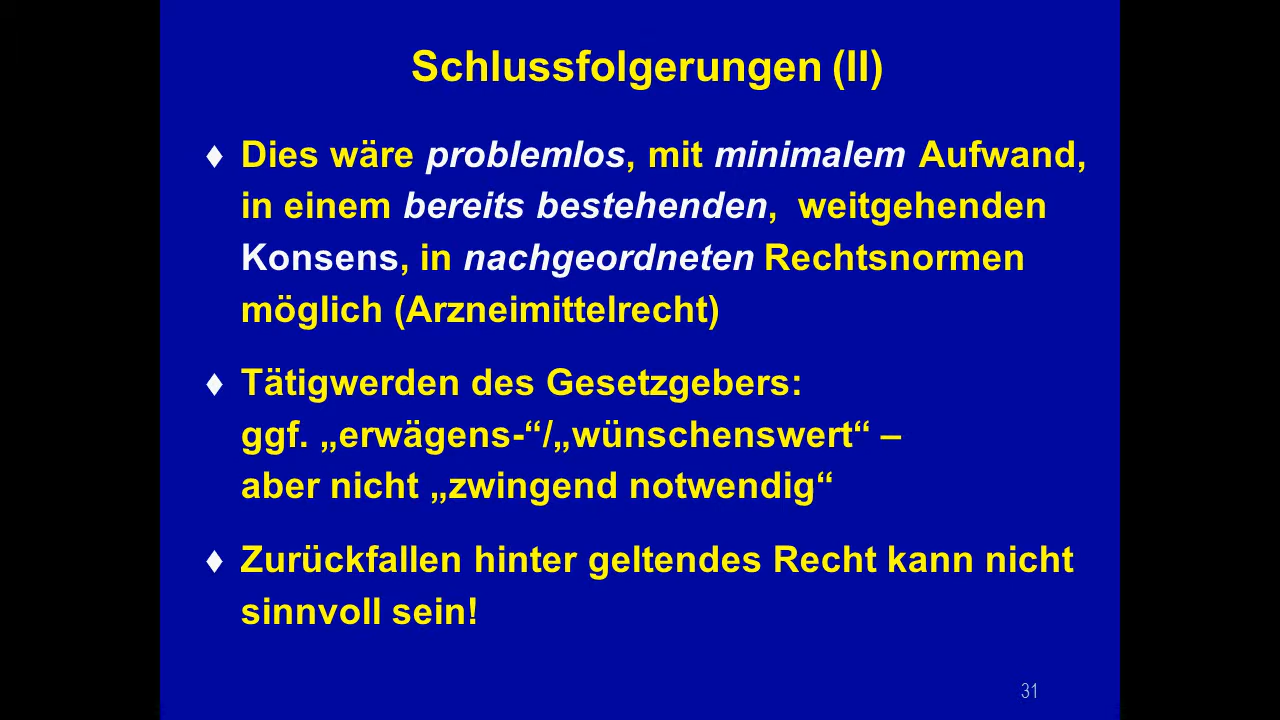 Schlussfolgerungen (II)
♦ Dies wäre problemlos, mit minimalem Aufwand,
in einem bereits bestehenden, weitgehenden
Konsens, in nachgeordneten Rechtsnormen
möglich (Arzneimittelrecht)
♦ Tätigwerden des Gesetzgebers:
ggf. „erwägens-“/„wünschenswert“ –
aber nicht „zwingend notwendig“
♦ Zurückfallen hinter geltendes Recht kann nicht
sinnvoll sein!
31